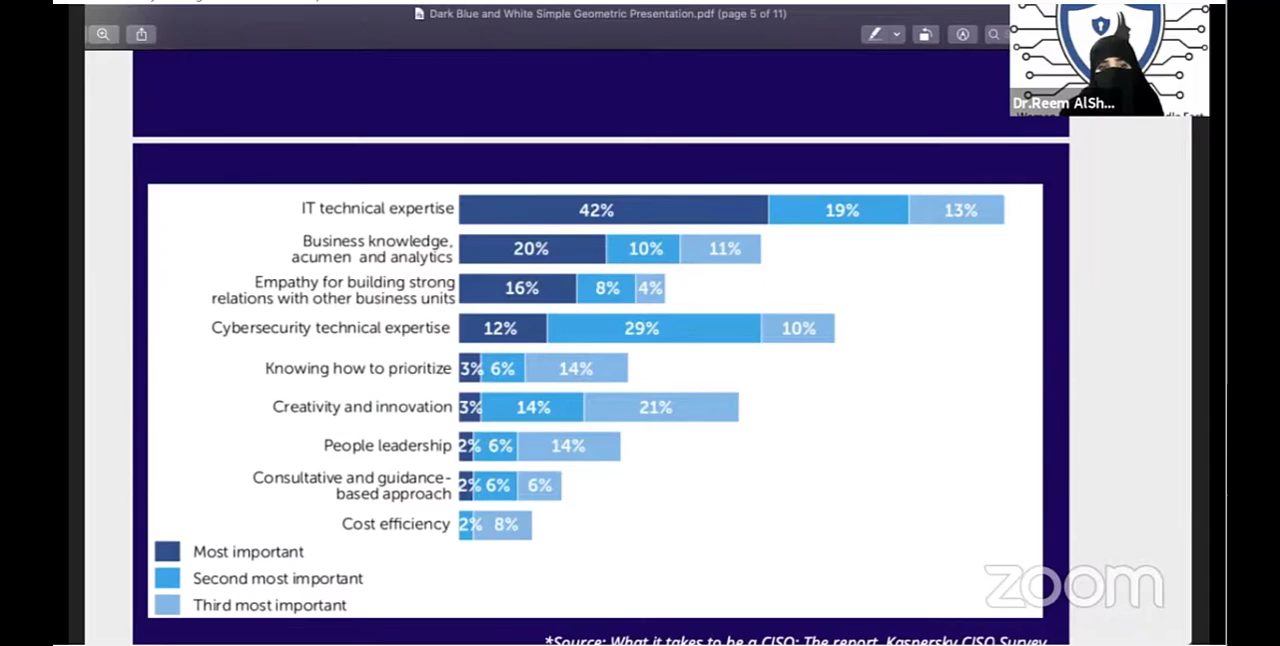 Dark Blue and White Simple Geometric Presentation.pdf (page 5 of 11)
Dr.Reem AlSh...
IT technical expertise 42% 19% 13%
Business knowledge,
acumen and analytics 20% 10% 11%
Empathy for building strong
relations with other business units 16% 8% 4%
Cybersecurity technical expertise 12% 29% 10%
Knowing how to prioritize 3% 6% 14%
Creativity and innovation 3% 14% 21%
People leadership 2% 6% 14%
Consultative and guidance-
based approach 2% 6% 6%
Cost efficiency 2% 8%
Most important
Second most important
Third most important
zoom
*Source: What it takes to be a CISO: The report, Kaspersky CISO Survey